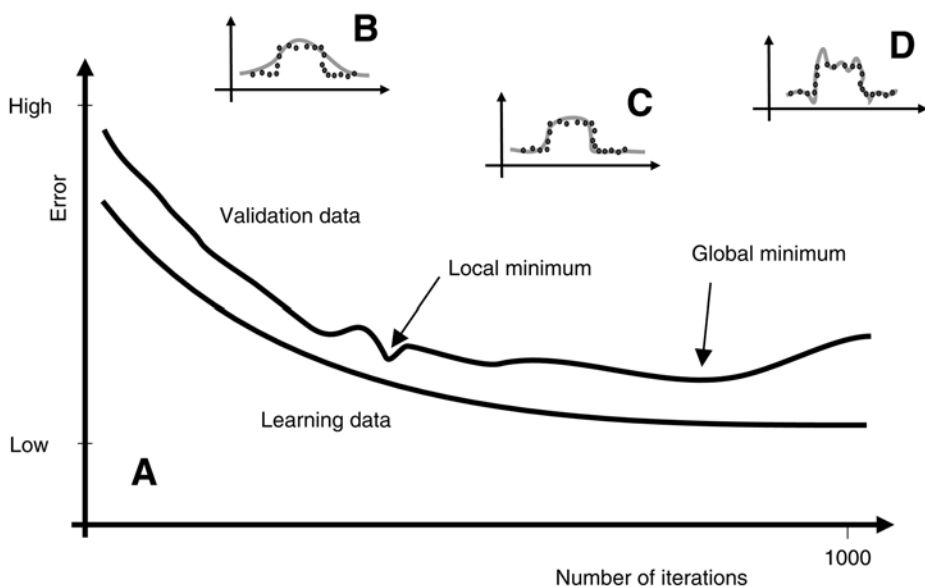 B
D
C
High
Error
Validation data
Local minimum
Global minimum
Learning data
Low
A
1000
Number of iterations